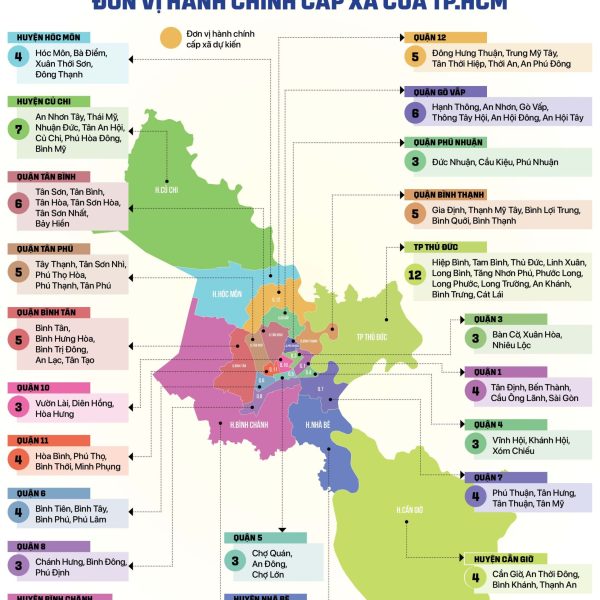 ĐƠN VỊ HÀNH CHÍNH CẤP XÃ CỦA TP.HCM
Đơn vị hành chính
cấp xã dự kiến
HUYỆN HÓC MÔN
4
Hóc Môn, Bà Điểm,
Xuân Thới Sơn,
Đông Thạnh
HUYỆN CỦ CHI
7
An Nhơn Tây, Thái Mỹ,
Nhuận Đức, Tân An Hội,
Củ Chi, Phú Hòa Đông,
Bình Mỹ
QUẬN TÂN BÌNH
6
Tân Sơn, Tân Bình,
Tân Hòa, Tân Sơn Hòa,
Tân Sơn Nhất,
Bảy Hiền
QUẬN TÂN PHÚ
5
Tây Thạnh, Tân Sơn Nhì,
Phú Thọ Hòa,
Phú Thạnh, Tân Phú
QUẬN BÌNH TÂN
5
Bình Tân,
Bình Hưng Hòa,
Bình Trị Đông,
An Lạc, Tân Tạo
QUẬN 10
3
Vườn Lài, Diên Hồng,
Hòa Hưng
QUẬN 11
4
Hòa Bình, Phú Thọ,
Bình Thới, Minh Phụng
QUẬN 6
4
Bình Tiên, Bình Tây,
Bình Phú, Phú Lâm
QUẬN 8
3
Chánh Hưng, Bình Đông,
Phú Định
HUYỆN BÌNH CHÁNH
QUẬN 12
5
Đông Hưng Thuận, Trung Mỹ Tây,
Tân Thới Hiệp, Thới An, An Phú Đông
QUẬN GÒ VẤP
6
Hạnh Thông, An Nhơn, Gò Vấp,
Thông Tây Hội, An Hội Đông, An Hội Tây
QUẬN PHÚ NHUẬN
3
Đức Nhuận, Cầu Kiệu, Phú Nhuận
QUẬN BÌNH THẠNH
5
Gia Định, Thạnh Mỹ Tây, Bình Lợi Trung,
Bình Quới, Bình Thạnh
TP THỦ ĐỨC
12
Hiệp Bình, Tam Bình, Thủ Đức, Linh Xuân,
Long Bình, Tăng Nhơn Phú, Phước Long,
Long Phước, Long Trường, An Khánh,
Bình Trưng, Cát Lái
QUẬN 3
3
Bàn Cờ, Xuân Hòa,
Nhiêu Lộc
QUẬN 1
4
Tân Định, Bến Thành,
Cầu Ông Lãnh, Sài Gòn
QUẬN 4
3
Vĩnh Hội, Khánh Hội,
Xóm Chiếu
QUẬN 7
4
Phú Thuận, Tân Hưng,
Tân Thuận, Tân Mỹ
HUYỆN CẦN GIỜ
4
Cần Giờ, An Thới Đông,
Bình Khánh, Thạnh An
QUẬN 5
3
Chợ Quán,
An Đông,
Chợ Lớn
HUYỆN NHÀ BÈ
H.CỦ CHI
H.HÓC MÔN
TP THỦ ĐỨC
H.BÌNH CHÁNH
H.NHÀ BÈ
H.CẦN GIỜ
Q.12
Q.7
Q.8